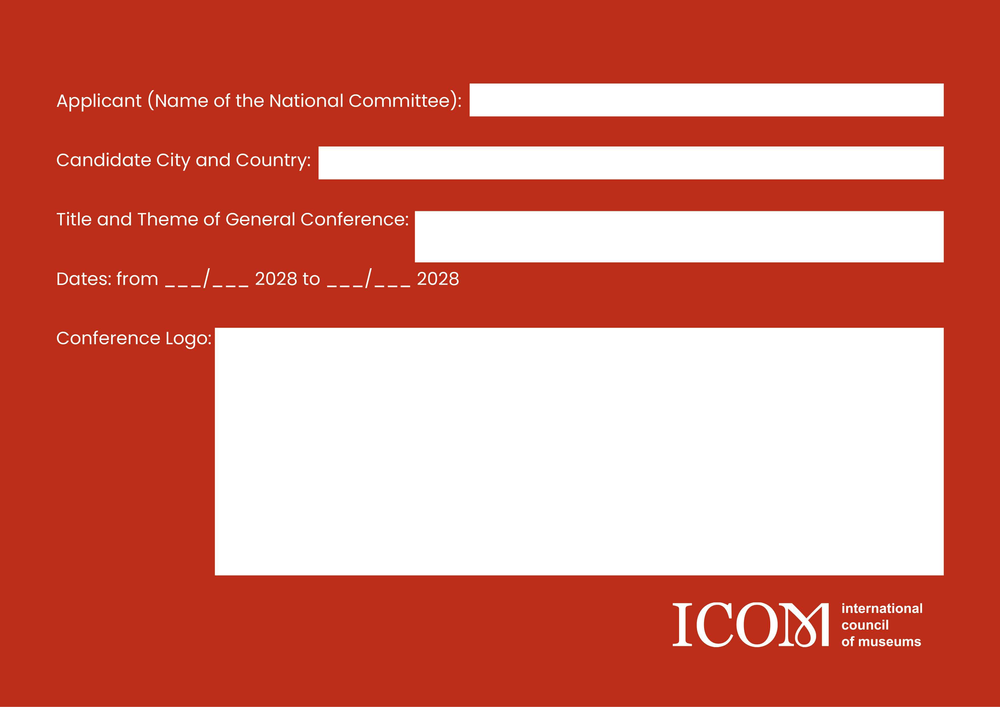 Applicant (Name of the National Committee):
Candidate City and Country:
Title and Theme of General Conference:
Dates: from ___/___ 2028 to ___/___ 2028
Conference Logo:
ICOM
international
council
of museums